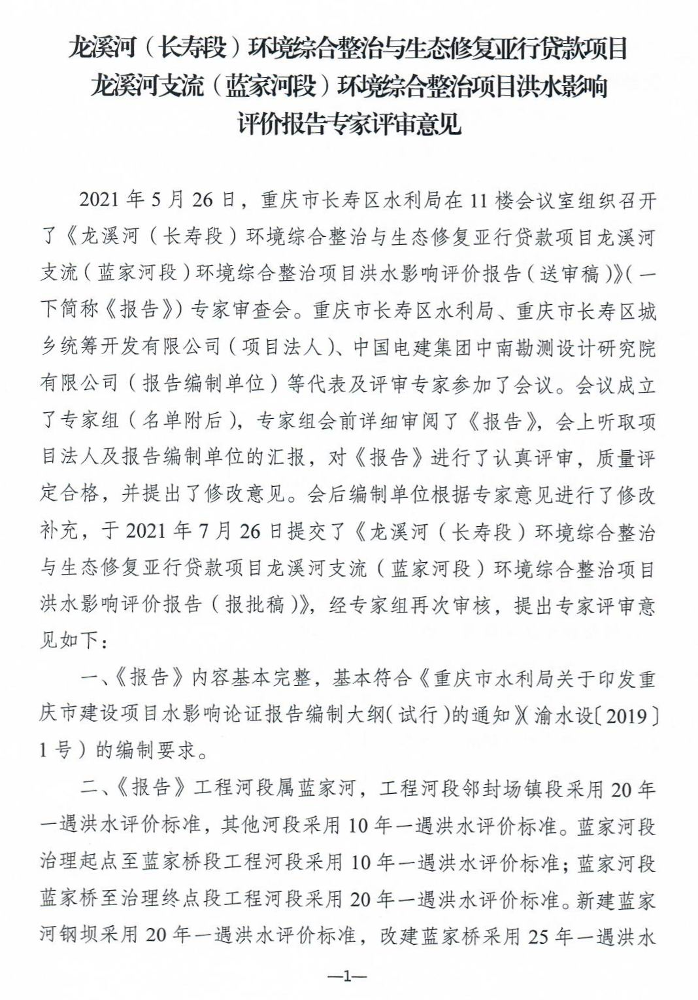 龙溪河（长寿段）环境综合整治与生态修复亚行贷款项目
龙溪河支流（蓝家河段）环境综合整治项目洪水影响
评价报告专家评审意见
2021 年 5 月 26 日，重庆市长寿区水利局在 11 楼会议室组织召开
了《龙溪河（长寿段）环境综合整治与生态修复亚行贷款项目龙溪河
支流（蓝家河段）环境综合整治项目洪水影响评价报告（送审稿）》（一
下简称《报告》）专家审查会。重庆市长寿区水利局、重庆市长寿区城
乡统筹开发有限公司（项目法人）、中国电建集团中南勘测设计研究院
有限公司（报告编制单位）等代表及评审专家参加了会议。会议成立
了专家组（名单附后），专家组会前详细审阅了《报告》，会上听取项
目法人及报告编制单位的汇报，对《报告》进行了认真评审，质量评
定合格，并提出了修改意见。会后编制单位根据专家意见进行了修改
补充，于 2021 年 7 月 26 日提交了《龙溪河（长寿段）环境综合整治
与生态修复亚行贷款项目龙溪河支流（蓝家河段）环境综合整治项目
洪水影响评价报告（报批稿）》，经专家组再次审核，提出专家评审意
见如下：
一、《报告》内容基本完整，基本符合《重庆市水利局关于印发重
庆市建设项目水影响论证报告编制大纲（试行）的通知》（渝水设〔2019〕
1 号）的编制要求。
二、《报告》工程河段属蓝家河，工程河段邻封场镇段采用 20 年
一遇洪水评价标准，其他河段采用 10 年一遇洪水评价标准。蓝家河段
治理起点至蓝家桥段工程河段采用 10 年一遇洪水评价标准；蓝家河段
蓝家桥至治理终点段工程河段采用 20 年一遇洪水评价标准。新建蓝家
河钢坝采用 20 年一遇洪水评价标准，改建蓝家桥采用 25 年一遇洪水
—1—